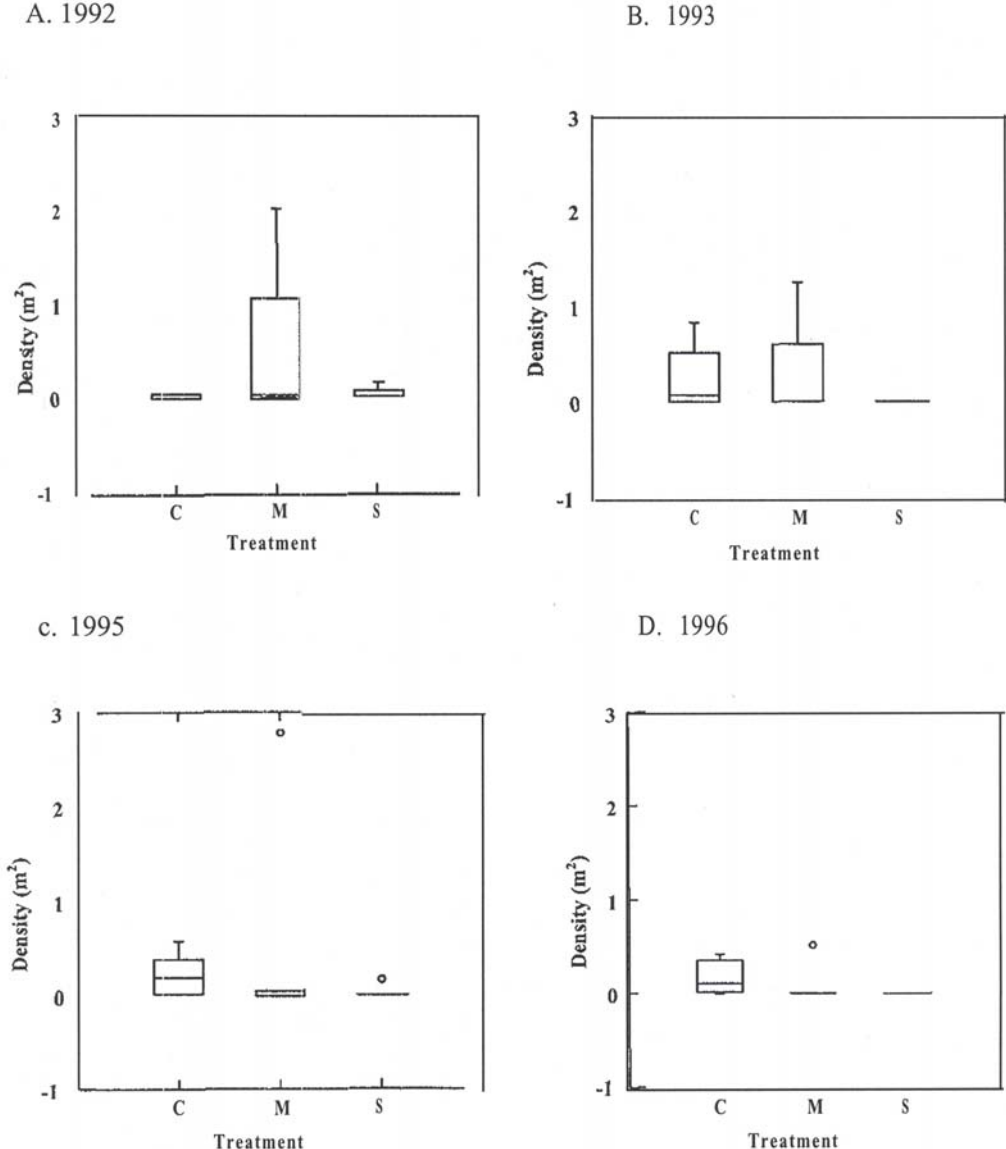 A. 1992
3
2
1
0
-1
Density (m²)
C M S
Treatment
B. 1993
3
2
1
0
-1
Density (m²)
C M S
Treatment
c. 1995
3
2
1
0
-1
Density (m²)
C M S
Treatment
D. 1996
3
2
1
0
-1
Density (m²)
C M S
Treatment